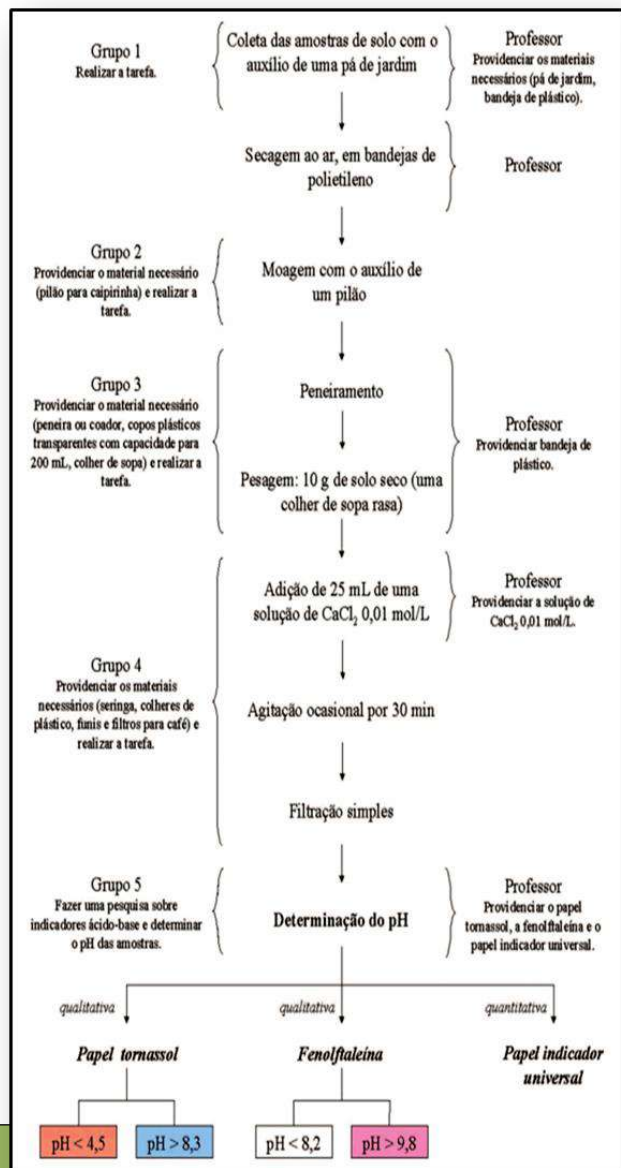 Grupo 1
Realizar a tarefa.
Coleta das amostras de solo com o
auxílio de uma pá de jardim
Professor
Providenciar os materiais
necessários (pá de jardim,
bandeja de plástico).
Secagem ao ar, em bandejas de
polietileno
Professor
Grupo 2
Providenciar o material necessário
(pilão para caipirinha) e realizar a
tarefa.
Moagem com o auxílio de
um pilão
Grupo 3
Providenciar o material necessário
(peneira ou coador, copos plásticos
transparentes com capacidade para
200 mL, colher de sopa) e realizar a
tarefa.
Peneiramento
Pesagem: 10 g de solo seco (uma
colher de sopa rasa)
Professor
Providenciar bandeja de
plástico.
Adição de 25 mL de uma
solução de CaCl₂ 0,01 mol/L
Professor
Providenciar a solução de
CaCl₂ 0,01 mol/L.
Grupo 4
Providenciar os materiais
necessários (seringa, colheres de
plástico, funis e filtros para café) e
realizar a tarefa.
Agitação ocasional por 30 min
Filtração simples
Grupo 5
Fazer uma pesquisa sobre
indicadores ácido-base e determinar
o pH das amostras.
Determinação do pH
Professor
Providenciar o papel
tornassol, a fenolftaleína e o
papel indicador universal.
qualitativa
qualitativa
quantitativa
Papel tornassol
Fenolftaleína
Papel indicador
universal
pH < 4,5
pH > 8,3
pH < 8,2
pH > 9,8